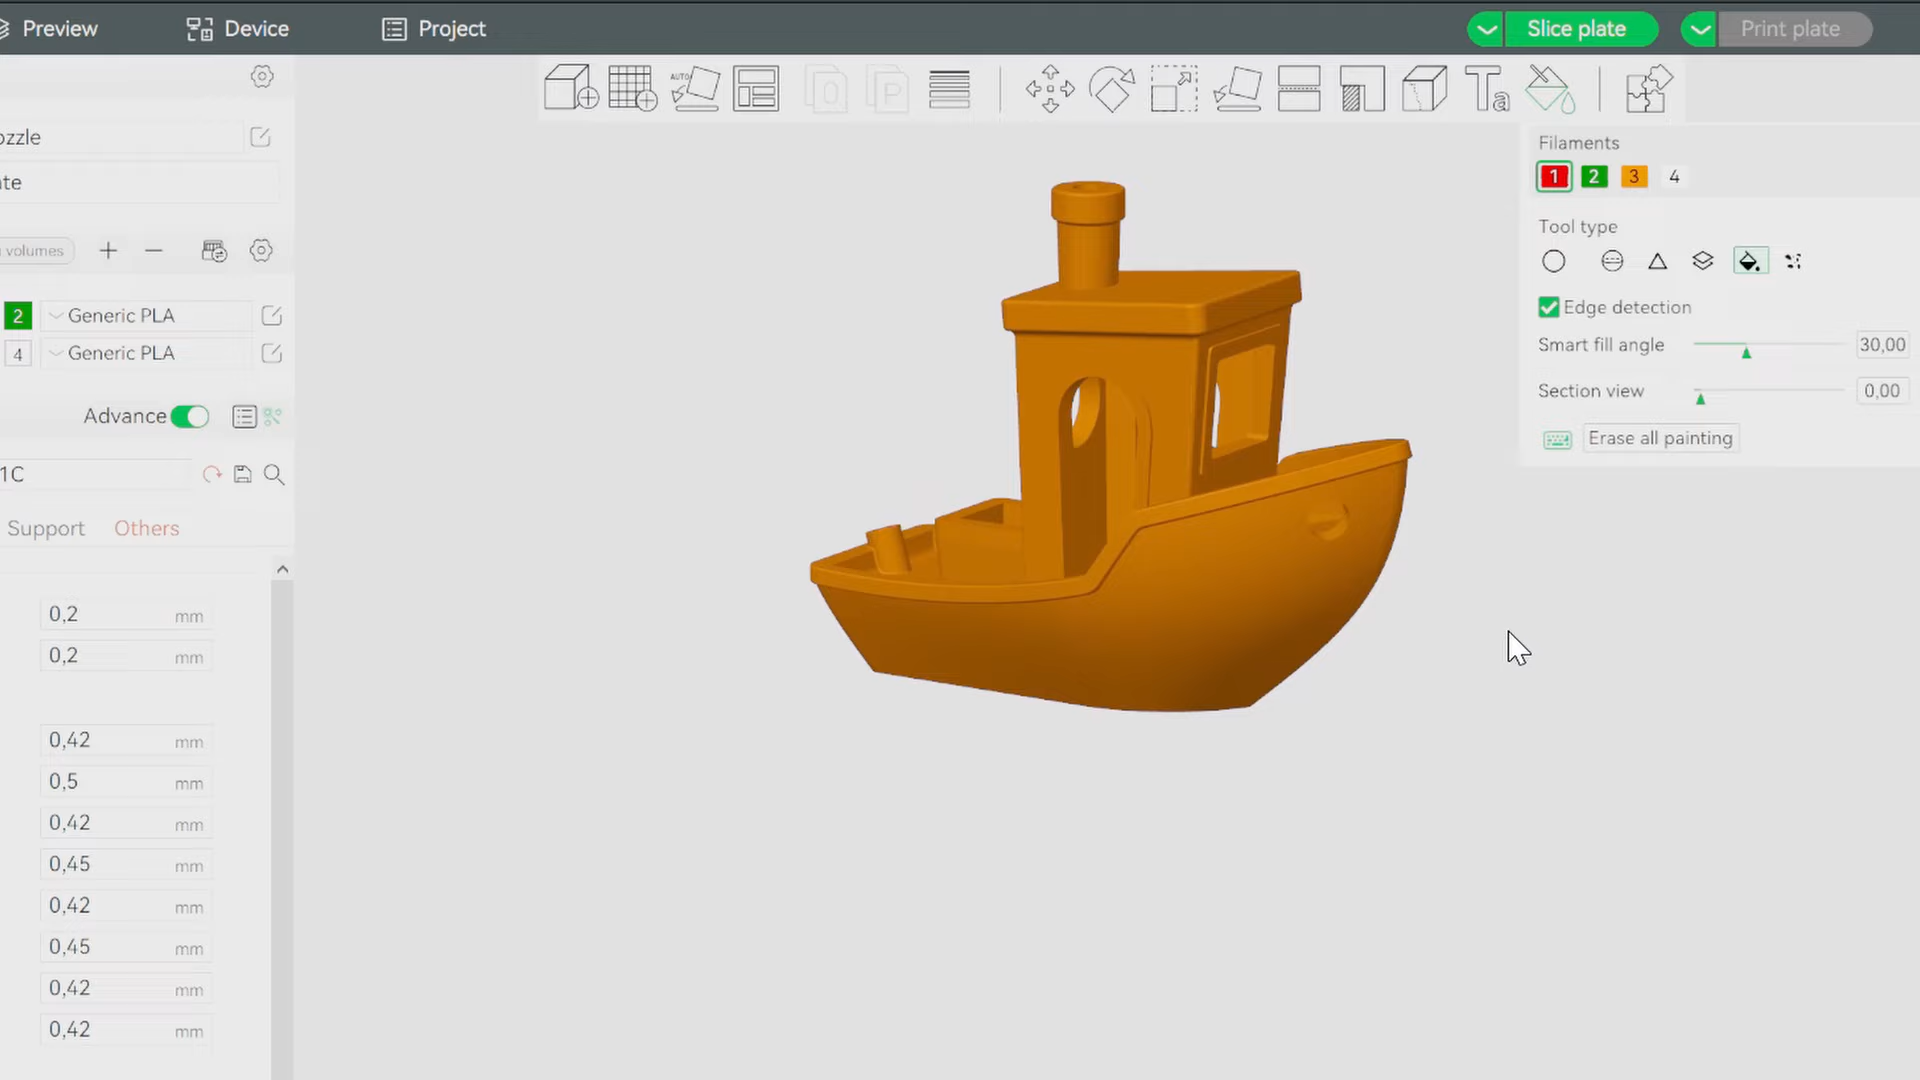 Preview
Device
Project
Slice plate
Print plate
AUTO
O
P
Ta
ozzle
te
volumes
2
Generic PLA
4
Generic PLA
Advance
1C
Support
Others
0,2 mm
0,2 mm
0,42 mm
0,5 mm
0,42 mm
0,45 mm
0,42 mm
0,45 mm
0,42 mm
0,42 mm
Filaments
1 2 3 4
Tool type
Edge detection
Smart fill angle 30,00
Section view 0,00
Erase all painting